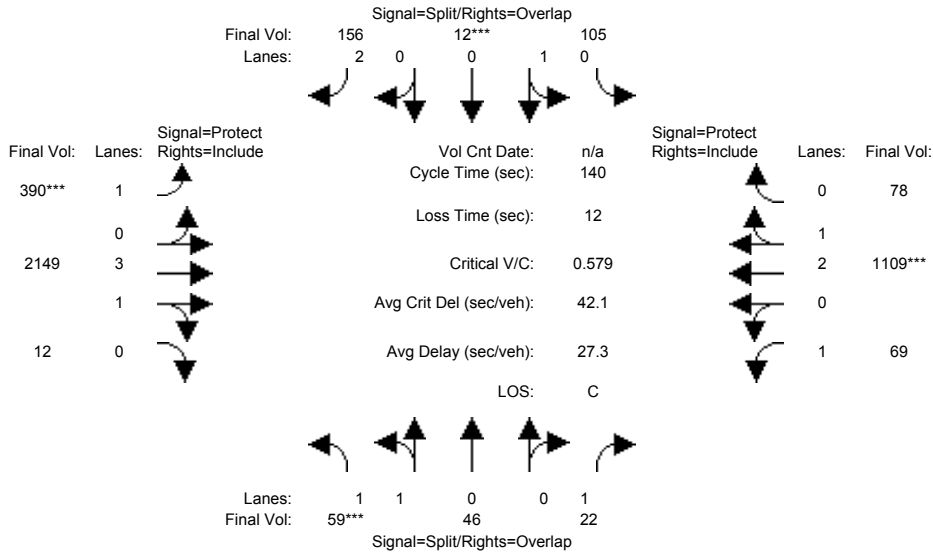 Signal=Split/Rights=Overlap
Final Vol: 156 12*** 105
Lanes: 2 0 0 1 0
Signal=Protect
Final Vol: Lanes: Rights=Include
Vol Cnt Date: n/a
Signal=Protect
Rights=Include Lanes: Final Vol:
Cycle Time (sec): 140
390*** 1
0 78
Loss Time (sec): 12
0
1
2149 3
Critical V/C: 0.579
2 1109***
1
Avg Crit Del (sec/veh): 42.1
0
12 0
Avg Delay (sec/veh): 27.3
1 69
LOS: C
Lanes: 1 1 0 0 1
Final Vol: 59*** 46 22
Signal=Split/Rights=Overlap